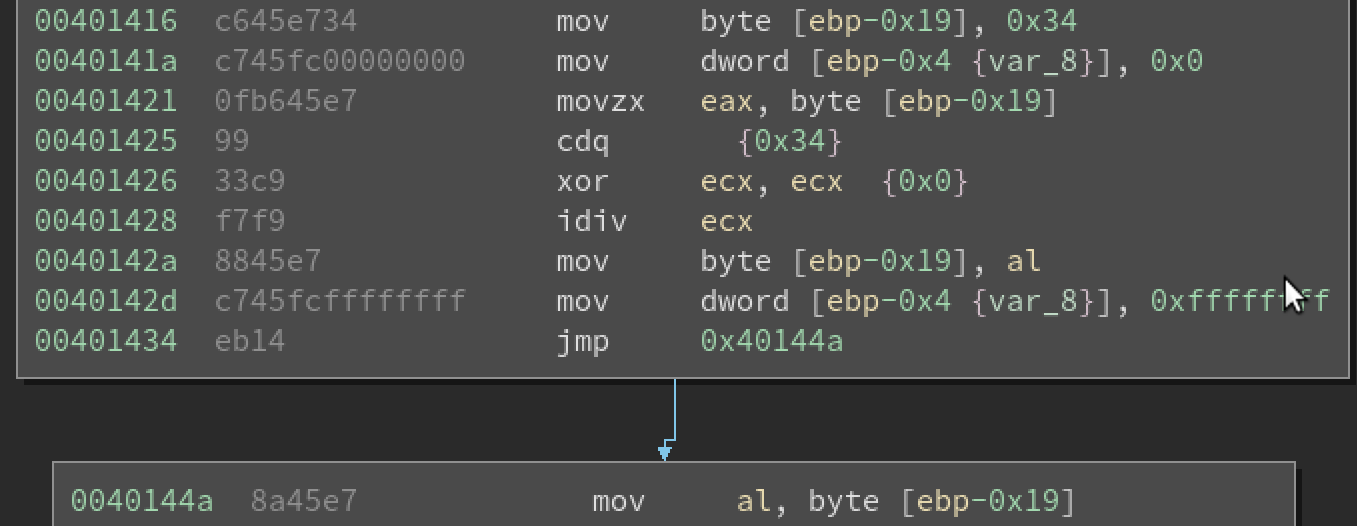 00401416 c645e734 mov byte [ebp-0x19], 0x34
0040141a c745fc00000000 mov dword [ebp-0x4 {var_8}], 0x0
00401421 0fb645e7 movzx eax, byte [ebp-0x19]
00401425 99 cdq {0x34}
00401426 33c9 xor ecx, ecx {0x0}
00401428 f7f9 idiv ecx
0040142a 8845e7 mov byte [ebp-0x19], al
0040142d c745fcffffffff mov dword [ebp-0x4 {var_8}], 0xffffffff
00401434 eb14 jmp 0x40144a
0040144a 8a45e7 mov al, byte [ebp-0x19]